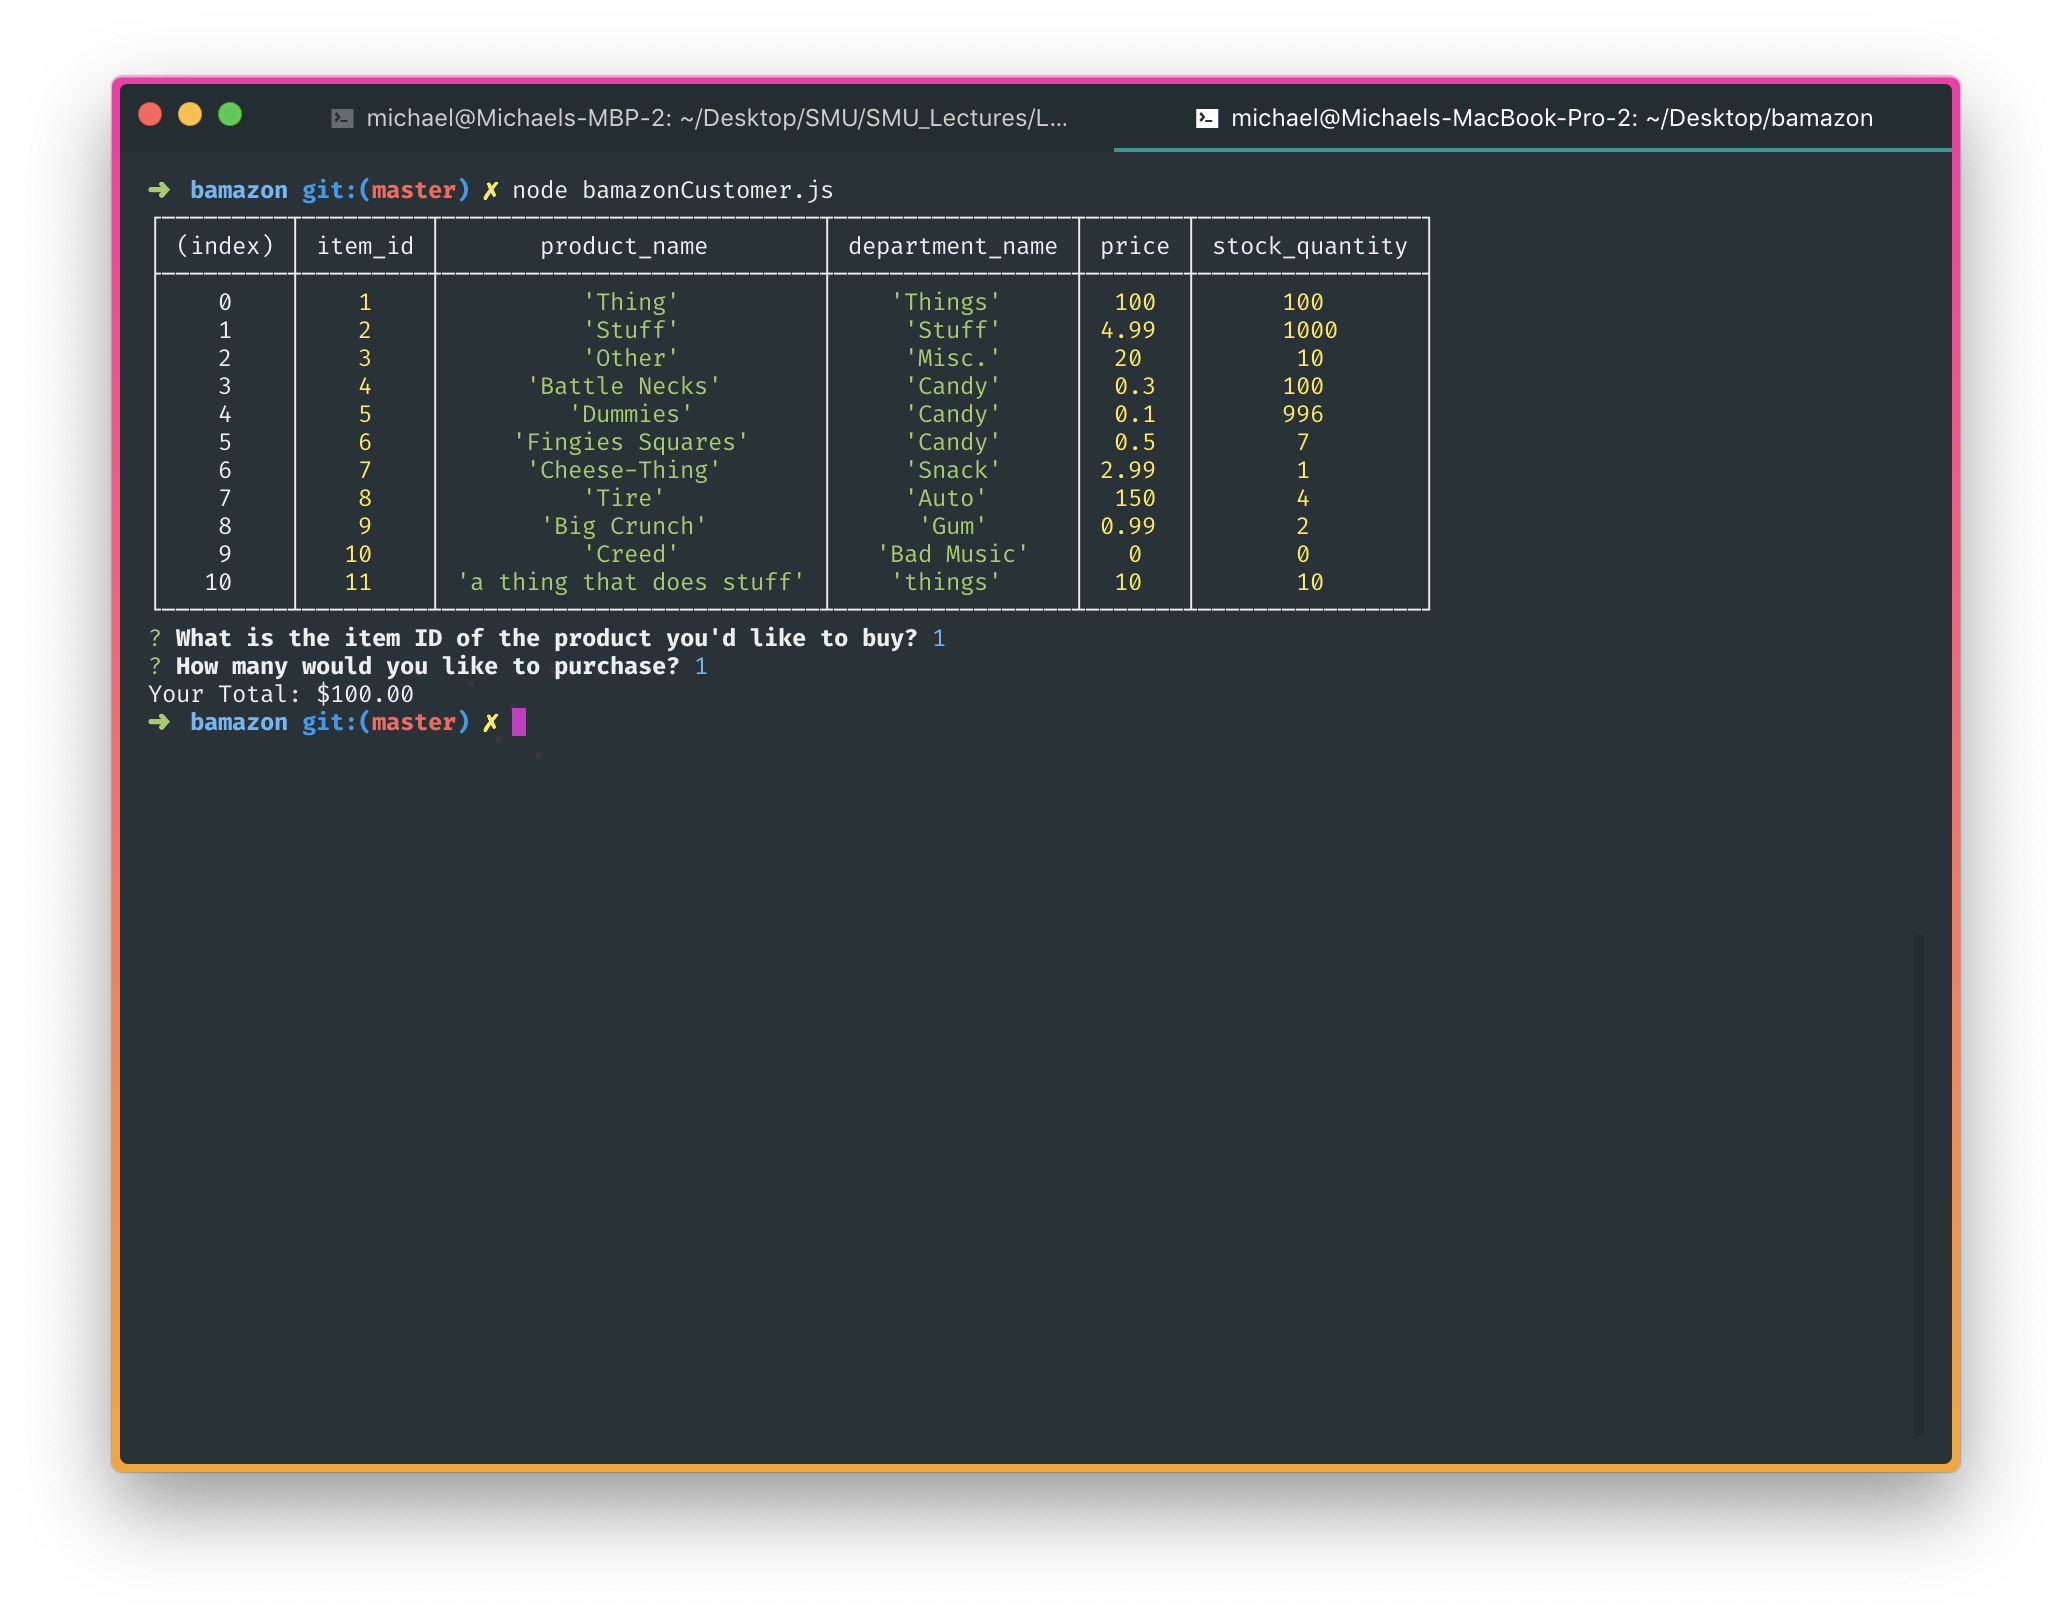 michael@Michaels-MBP-2: ~/Desktop/SMU/SMU_Lectures/L... michael@Michaels-MacBook-Pro-2: ~/Desktop/bamazon
➜ bamazon git:(master) ✗ node bamazonCustomer.js
(index) item_id product_name department_name price stock_quantity
0 1 'Thing' 'Things' 100 100
1 2 'Stuff' 'Stuff' 4.99 1000
2 3 'Other' 'Misc.' 20 10
3 4 'Battle Necks' 'Candy' 0.3 100
4 5 'Dummies' 'Candy' 0.1 996
5 6 'Fingies Squares' 'Candy' 0.5 7
6 7 'Cheese-Thing' 'Snack' 2.99 1
7 8 'Tire' 'Auto' 150 4
8 9 'Big Crunch' 'Gum' 0.99 2
9 10 'Creed' 'Bad Music' 0 0
10 11 'a thing that does stuff' 'things' 10 10
? What is the item ID of the product you'd like to buy? 1
? How many would you like to purchase? 1
Your Total: $100.00
➜ bamazon git:(master) ✗